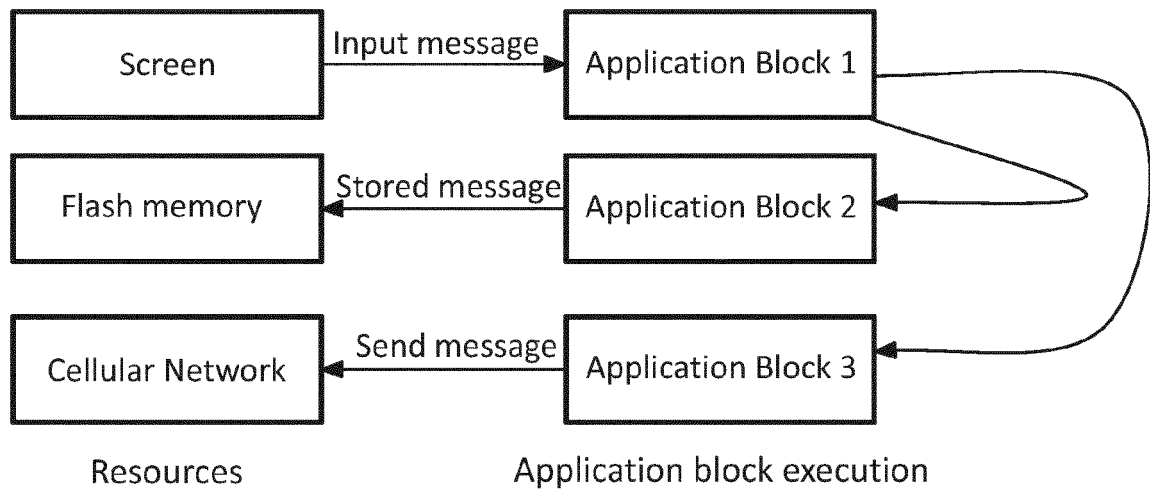 Screen
Input message
Application Block 1
Flash memory
Stored message
Application Block 2
Cellular Network
Send message
Application Block 3
Resources
Application block execution